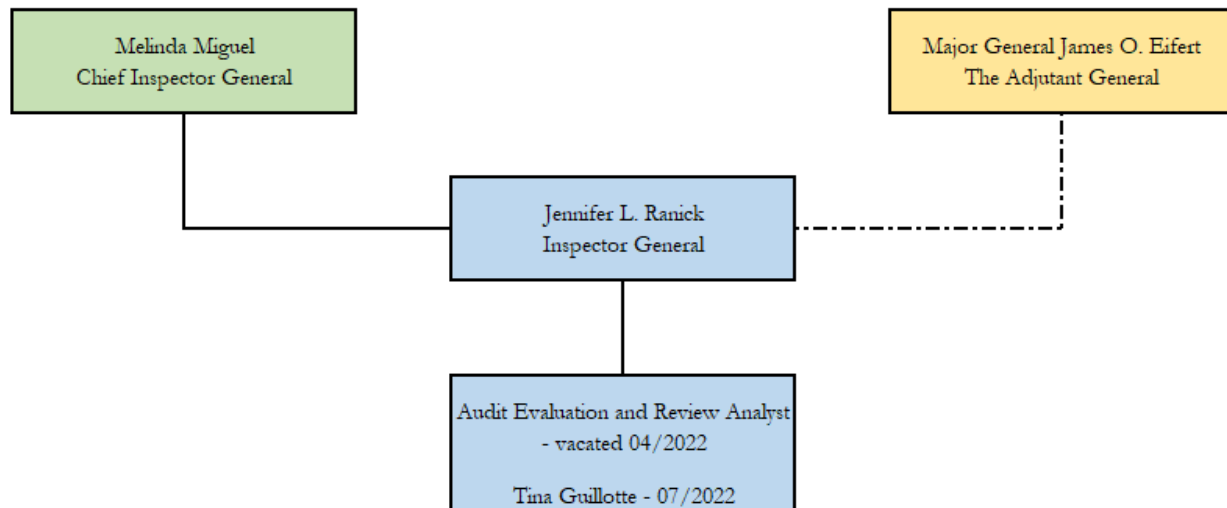 Melinda Miguel
Chief Inspector General
Major General James O. Eifert
The Adjutant General
Jennifer L. Ranick
Inspector General
Audit Evaluation and Review Analyst
- vacated 04/2022
Tina Guillotte - 07/2022